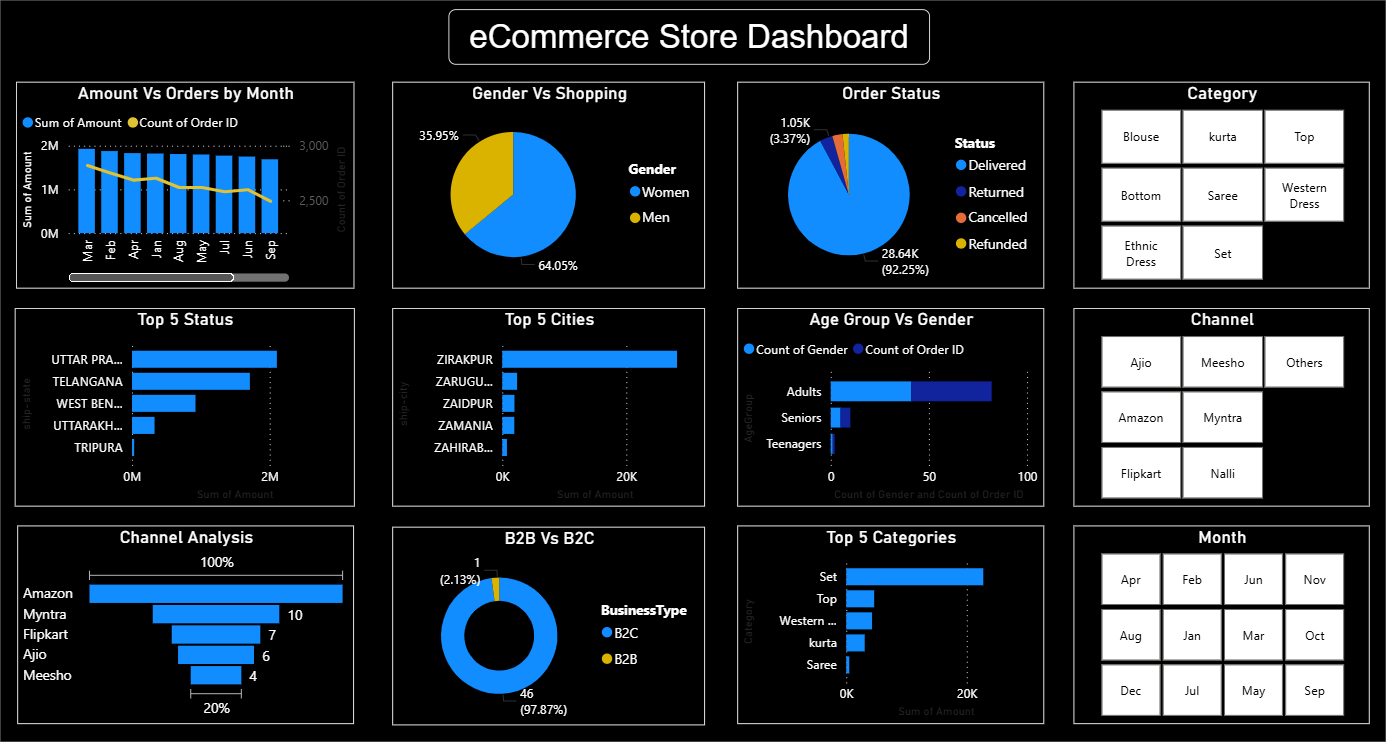 eCommerce Store Dashboard
Amount Vs Orders by Month
Sum of Amount
Count of Order ID
2M
1M
0M
Sum of Amount
3,000
2,500
Count of Order ID
Mar
Feb
Apr
Jan
Aug
May
Jul
Jun
Sep
Gender Vs Shopping
35.95%
64.05%
Gender
Women
Men
Order Status
1.05K
(3.37%)
28.64K
(92.25%)
Status
Delivered
Returned
Cancelled
Refunded
Category
Blouse
kurta
Top
Bottom
Saree
Western
Dress
Ethnic
Dress
Set
Top 5 Status
ship-state
UTTAR PRA...
TELANGANA
WEST BEN...
UTTARAKH...
TRIPURA
0M
2M
Sum of Amount
Top 5 Cities
ship-city
ZIRAKPUR
ZARUGU...
ZAIDPUR
ZAMANIA
ZAHIRAB...
0K
20K
Sum of Amount
Age Group Vs Gender
Count of Gender
Count of Order ID
AgeGroup
Adults
Seniors
Teenagers
0
50
100
Count of Gender and Count of Order ID
Channel
Ajio
Meesho
Others
Amazon
Myntra
Flipkart
Nalli
Channel Analysis
100%
Amazon
Myntra
10
Flipkart
7
Ajio
6
Meesho
4
20%
B2B Vs B2C
1
(2.13%)
46
(97.87%)
BusinessType
B2C
B2B
Top 5 Categories
Category
Set
Top
Western ...
kurta
Saree
0K
20K
Sum of Amount
Month
Apr
Feb
Jun
Nov
Aug
Jan
Mar
Oct
Dec
Jul
May
Sep